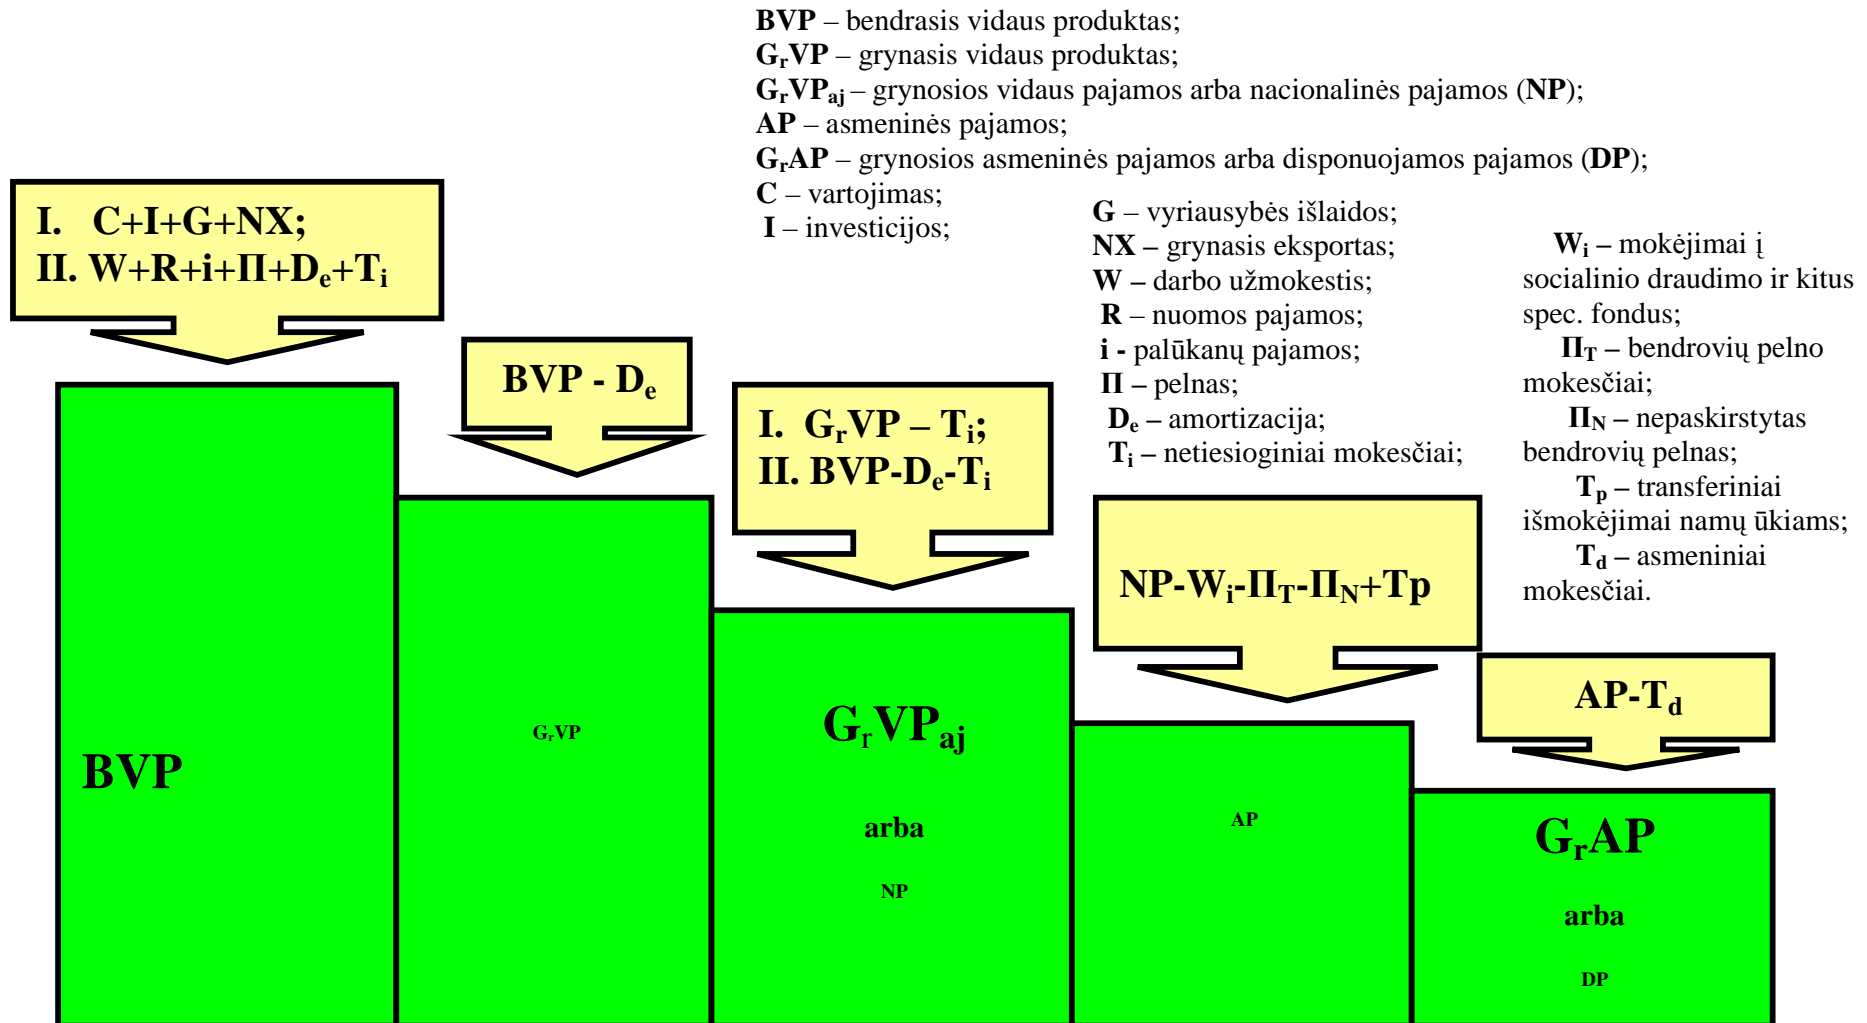 BVP – bendrasis vidaus produktas;
GrVP – grynasis vidaus produktas;
GrVPaj – grynosios vidaus pajamos arba nacionalinės pajamos (NP);
AP – asmeninės pajamos;
GrAP – grynosios asmeninės pajamos arba disponuojamos pajamos (DP);
C – vartojimas;
I – investicijos;
G – vyriausybės išlaidos;
NX – grynasis eksportas;
W – darbo užmokestis;
R – nuomos pajamos;
i - palūkanų pajamos;
Π – pelnas;
De – amortizacija;
Ti – netiesioginiai mokesčiai;
Wi – mokėjimai į
socialinio draudimo ir kitus
spec. fondus;
ΠT – bendrovių pelno
mokesčiai;
ΠN – nepaskirstytas
bendrovių pelnas;
Tp – transferiniai
išmokėjimai namų ūkiams;
Td – asmeniniai
mokesčiai.
I. C+I+G+NX;
II. W+R+i+Π+De+Ti
BVP - De
I. GrVP – Ti;
II. BVP-De-Ti
NP-Wi-ΠT-ΠN+Tp
AP-Td
BVP
GrVP
GrVPaj
arba
NP
AP
GrAP
arba
DP